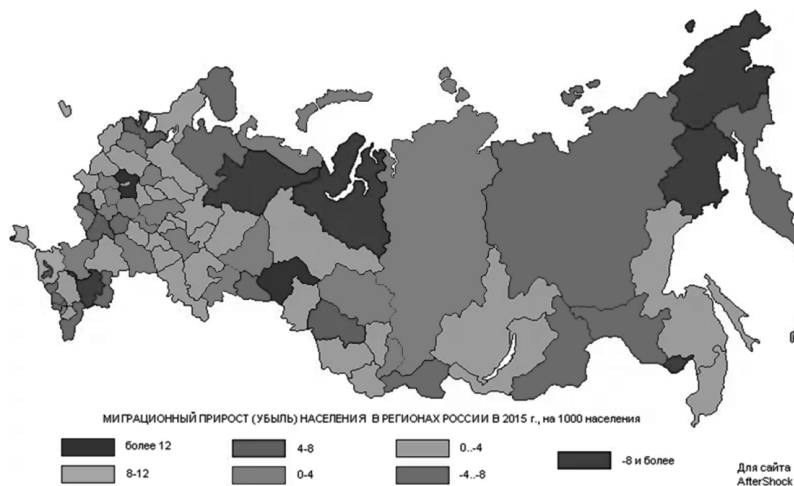 МИГРАЦИОННЫЙ ПРИРОСТ (УБЫЛЬ) НАСЕЛЕНИЯ В РЕГИОНАХ РОССИИ В 2015 г., на 1000 населения
более 12
4-8
0..-4
-8 и более
8-12
0-4
-4..-8
Для сайта
AfterShock